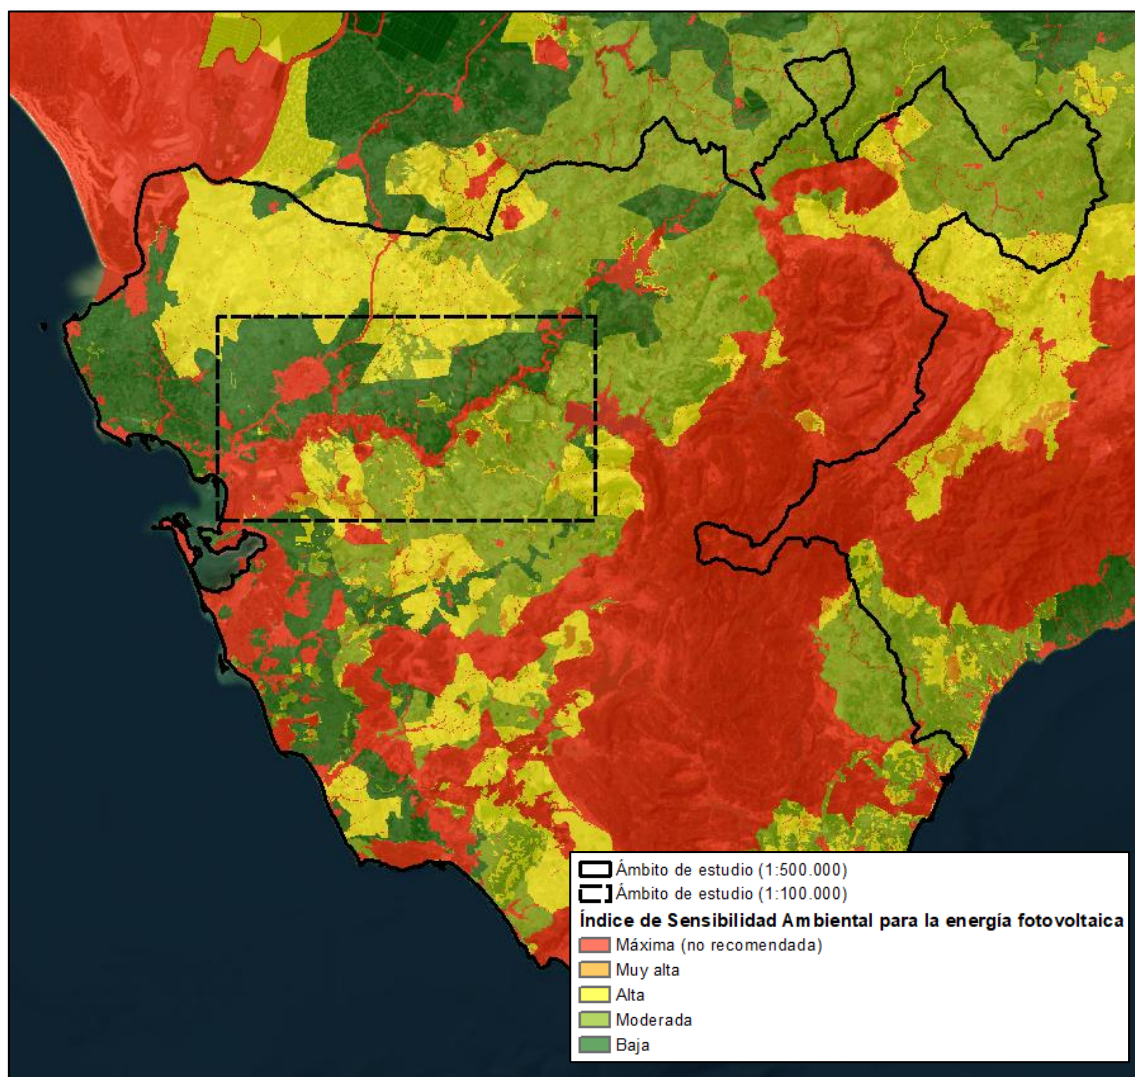 Ámbito de estudio (1:500.000)
Ámbito de estudio (1:100.000)
Índice de Sensibilidad Ambiental para la energía fotovoltaica
Máxima (no recomendada)
Muy alta
Alta
Moderada
Baja